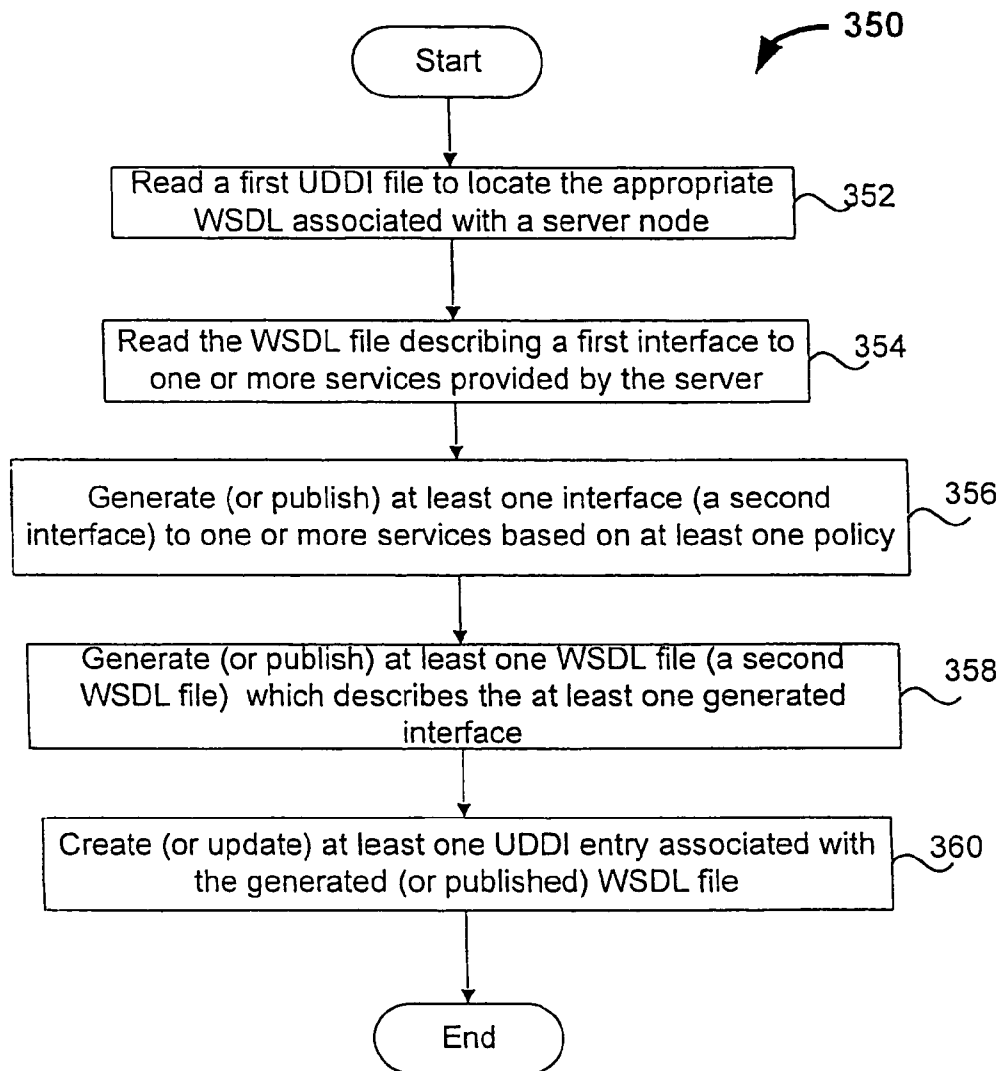 350
Start
Read a first UDDI file to locate the appropriate
WSDL associated with a server node
352
Read the WSDL file describing a first interface to
one or more services provided by the server
354
Generate (or publish) at least one interface (a second
interface) to one or more services based on at least one policy
356
Generate (or publish) at least one WSDL file (a second
WSDL file) which describes the at least one generated
interface
358
Create (or update) at least one UDDI entry associated with
the generated (or published) WSDL file
360
End